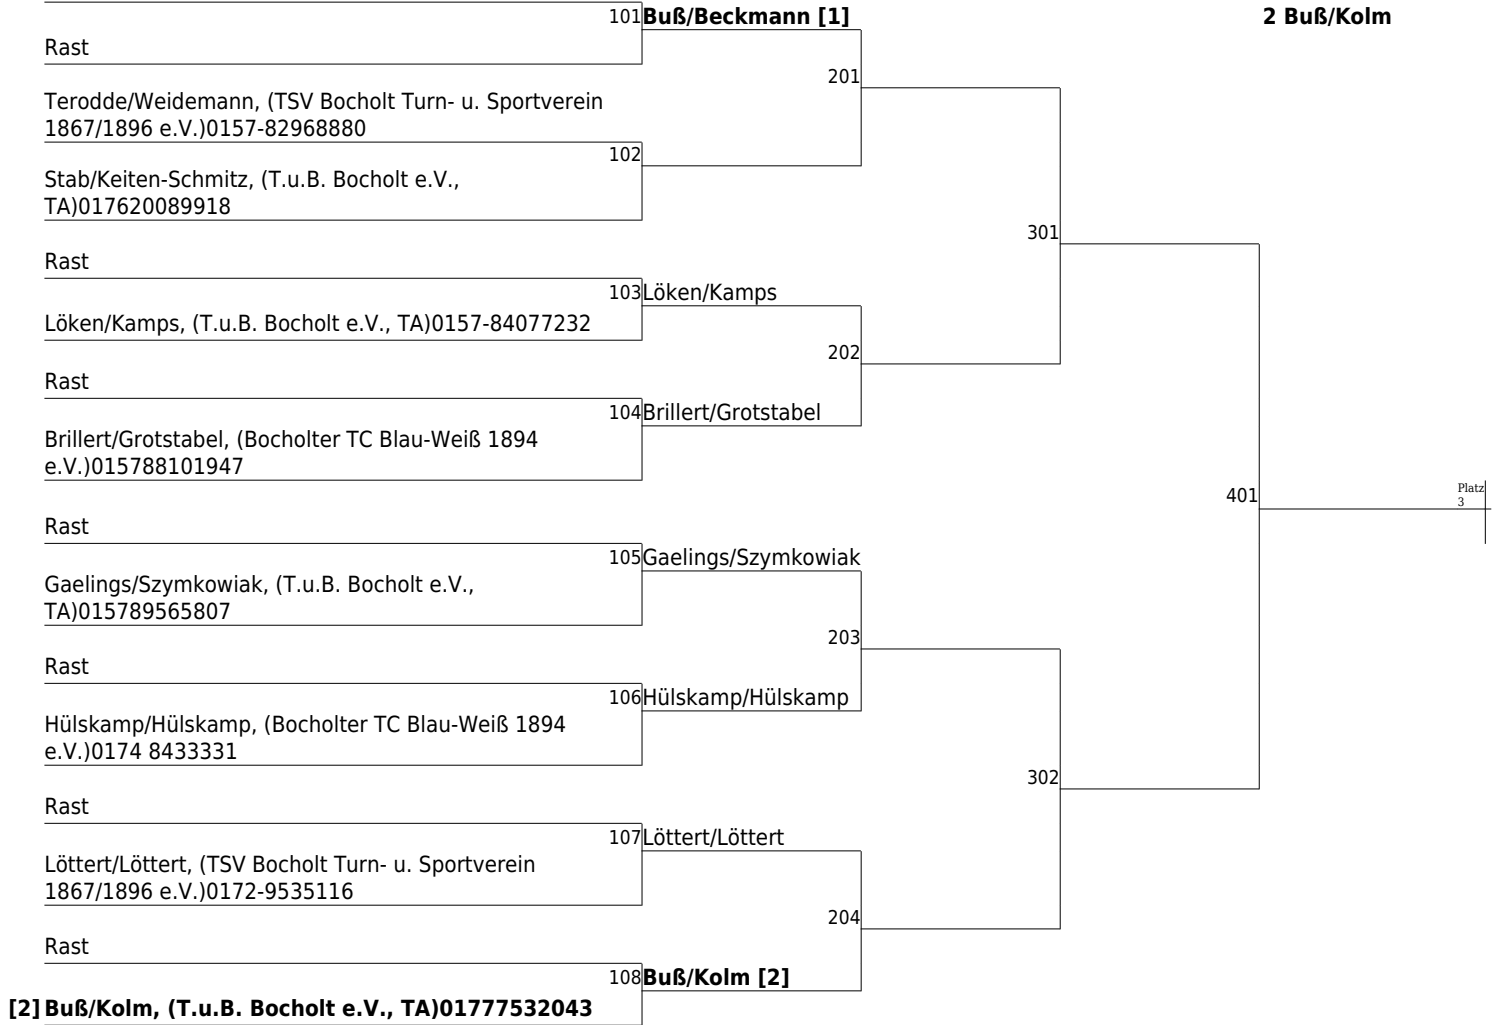 101 Buß/Beckmann [1]
2 Buß/Kolm
Rast
201
Terodde/Weidemann, (TSV Bocholt Turn- u. Sportverein
1867/1896 e.V.)0157-82968880
102
Stab/Keiten-Schmitz, (T.u.B. Bocholt e.V.,
TA)017620089918
301
Rast
103 Löken/Kamps
Löken/Kamps, (T.u.B. Bocholt e.V., TA)0157-84077232
202
Rast
104 Brillert/Grotstabel
Brillert/Grotstabel, (Bocholter TC Blau-Weiß 1894
e.V.)015788101947
401
Platz
3
Rast
105 Gaelings/Szymkowiak
Gaelings/Szymkowiak, (T.u.B. Bocholt e.V.,
TA)015789565807
203
Rast
106 Hülskamp/Hülskamp
Hülskamp/Hülskamp, (Bocholter TC Blau-Weiß 1894
e.V.)0174 8433331
302
Rast
107 Löttert/Löttert
Löttert/Löttert, (TSV Bocholt Turn- u. Sportverein
1867/1896 e.V.)0172-9535116
204
Rast
108 Buß/Kolm [2]
[2] Buß/Kolm, (T.u.B. Bocholt e.V., TA)01777532043